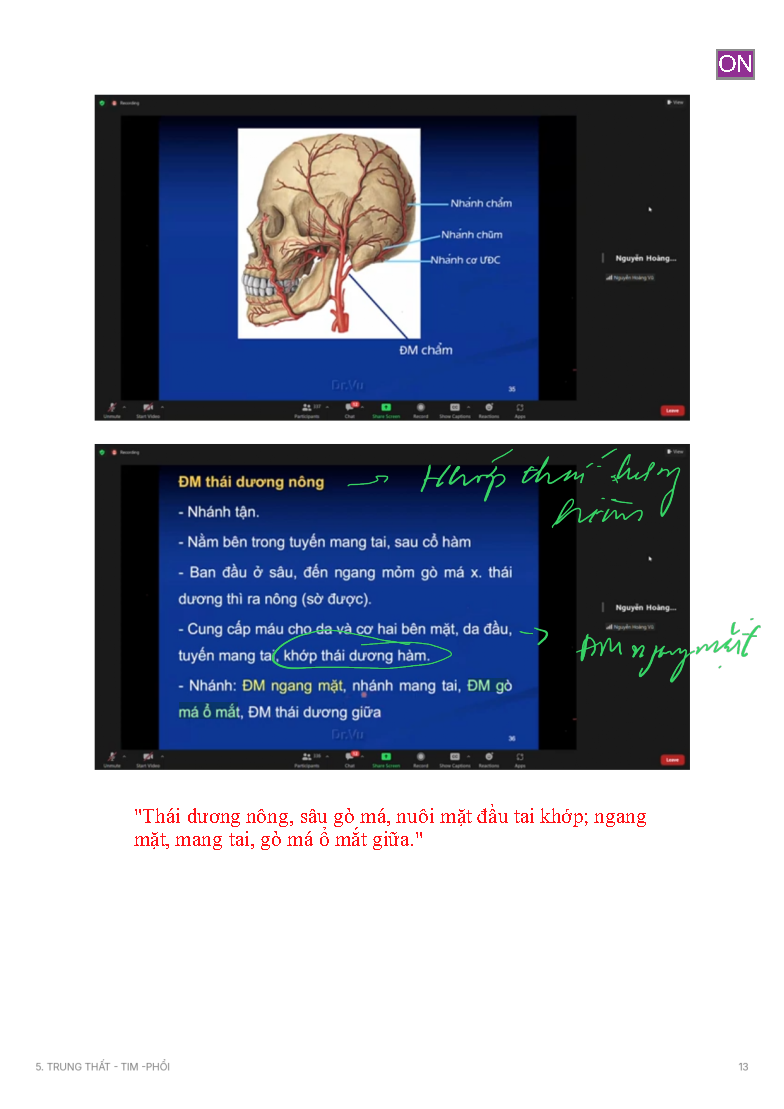 ON
Recording
View
Nhánh chẩm
Nhánh chũm
Nhánh cơ ƯĐC
ĐM chẩm
Nguyễn Hoàng...
Nguyễn Hoàng Vũ
Dr.Vu
35
Unmute
Start Video
Participants
Chat
Share Screen
Record
Show Captions
Reactions
Apps
Leave
Recording
View
ĐM thái dương nông
Khớp thái dương
hàm
- Nhánh tận.
- Nằm bên trong tuyến mang tai, sau cổ hàm
- Ban đầu ở sâu, đến ngang mỏm gò má x. thái
dương thì ra nông (sờ được).
- Cung cấp máu cho da và cơ hai bên mặt, da đầu,
tuyến mang tai, khớp thái dương hàm.
ĐM ngang mặt
- Nhánh: ĐM ngang mặt, nhánh mang tai, ĐM gò
má ổ mắt, ĐM thái dương giữa
Nguyễn Hoàng...
Nguyễn Hoàng Vũ
Dr.Vu
36
Unmute
Start Video
Participants
Chat
Share Screen
Record
Show Captions
Reactions
Apps
Leave
"Thái dương nông, sâu gò má, nuôi mặt đầu tai khớp; ngang
mặt, mang tai, gò má ổ mắt giữa."
5. TRUNG THẤT - TIM -PHỔI
13